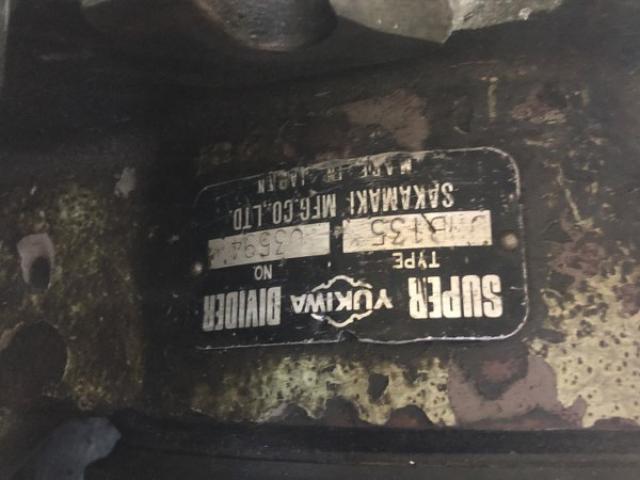 SUPER YUKIWA DIVIDER
TYPE NO.
SAKAMAKI MFG.CO.,LTD
MADE IN JAPAN